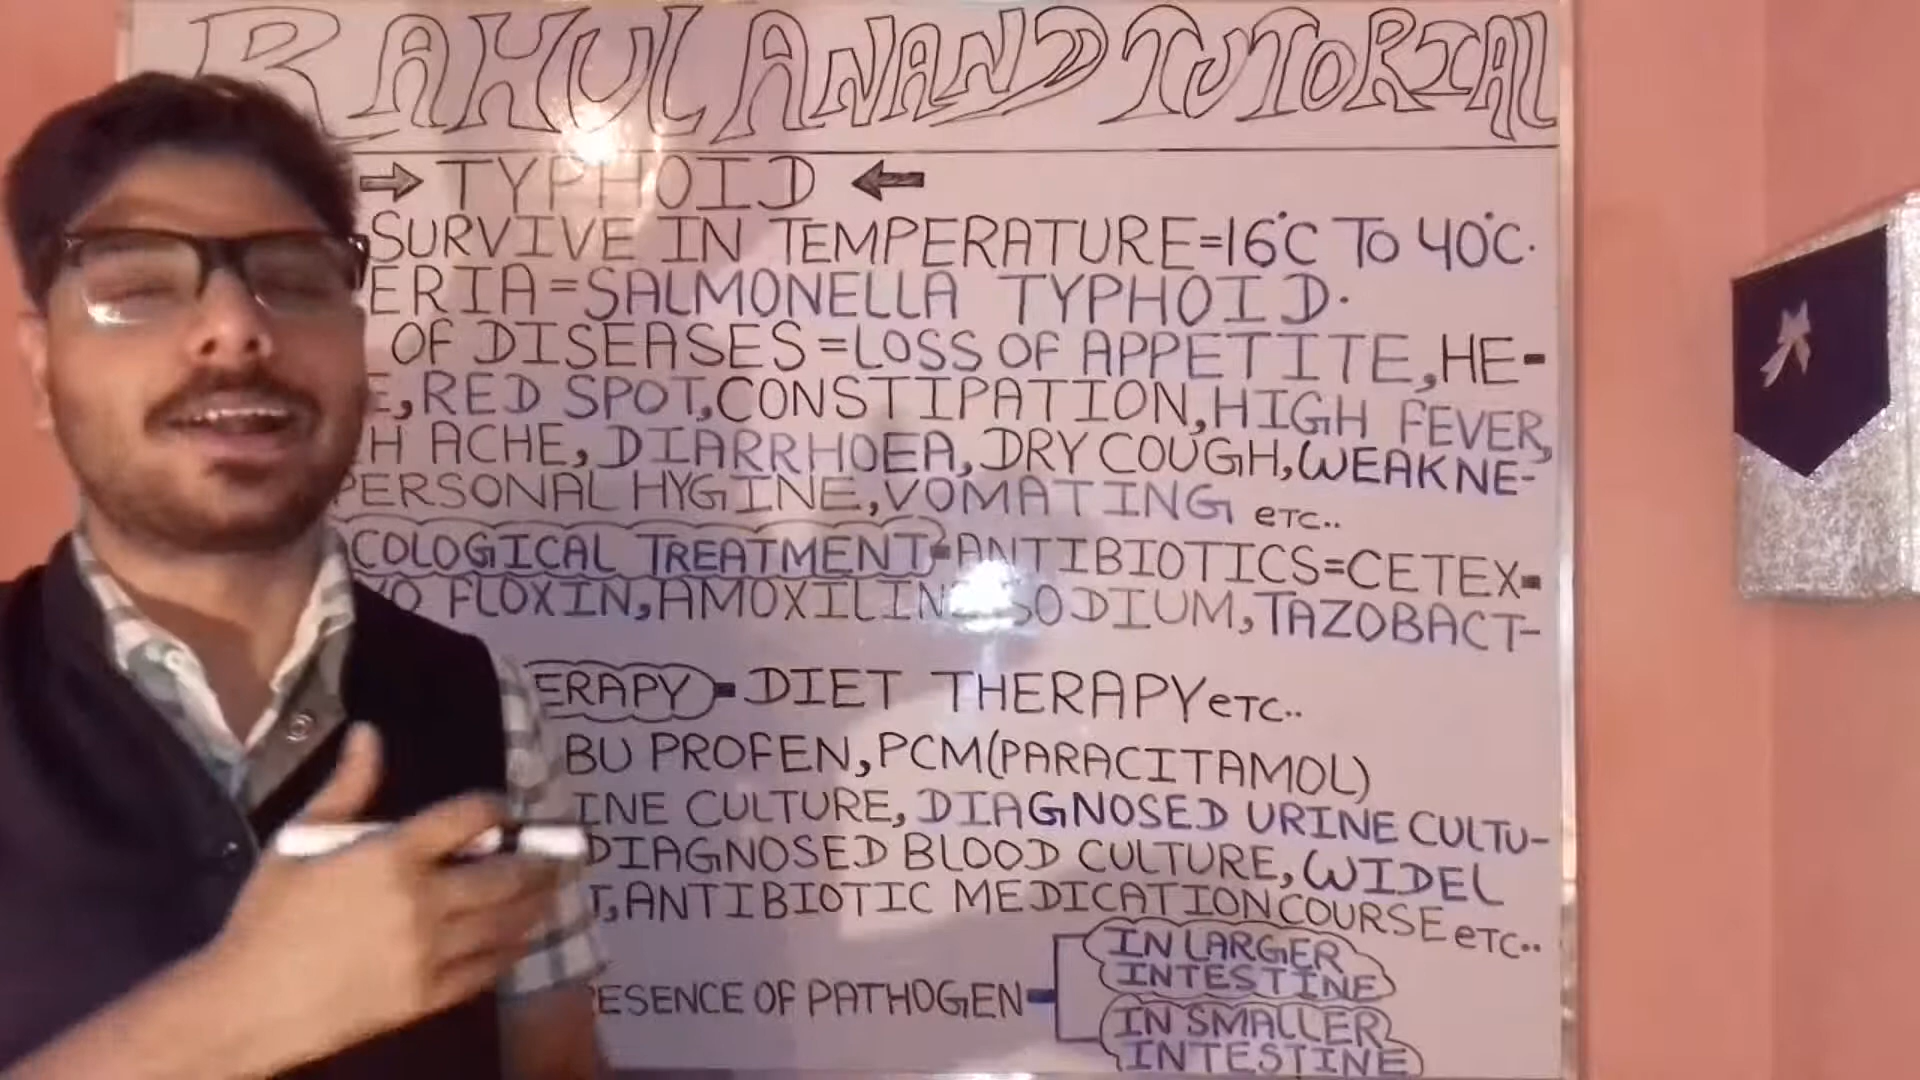 RAHUL ANAND TUTORIAL
→ TYPHOID ←
SURVIVE IN TEMPERATURE=16°C TO 40°C.
ERIA=SALMONELLA TYPHOID.
OF DISEASES=LOSS OF APPETITE,HE-
E,RED SPOT,CONSTIPATION,HIGH FEVER,
H ACHE,DIARRHOEA,DRY COUGH,WEAKNE-
PERSONAL HYGINE,VOMATING etc..
COLOGICAL TREATMENT-ANTIBIOTICS=CETEX-
O FLOXIN,AMOXILIN SODIUM,TAZOBACT-
ERAPY-DIET THERAPY etc..
BU PROFEN,PCM(PARACITAMOL)
INE CULTURE,DIAGNOSED URINE CULTU-
DIAGNOSED BLOOD CULTURE,WIDEL
T,ANTIBIOTIC MEDICATION COURSE etc..
ESENCE OF PATHOGEN-
IN LARGER
INTESTINE
IN SMALLER
INTESTINE